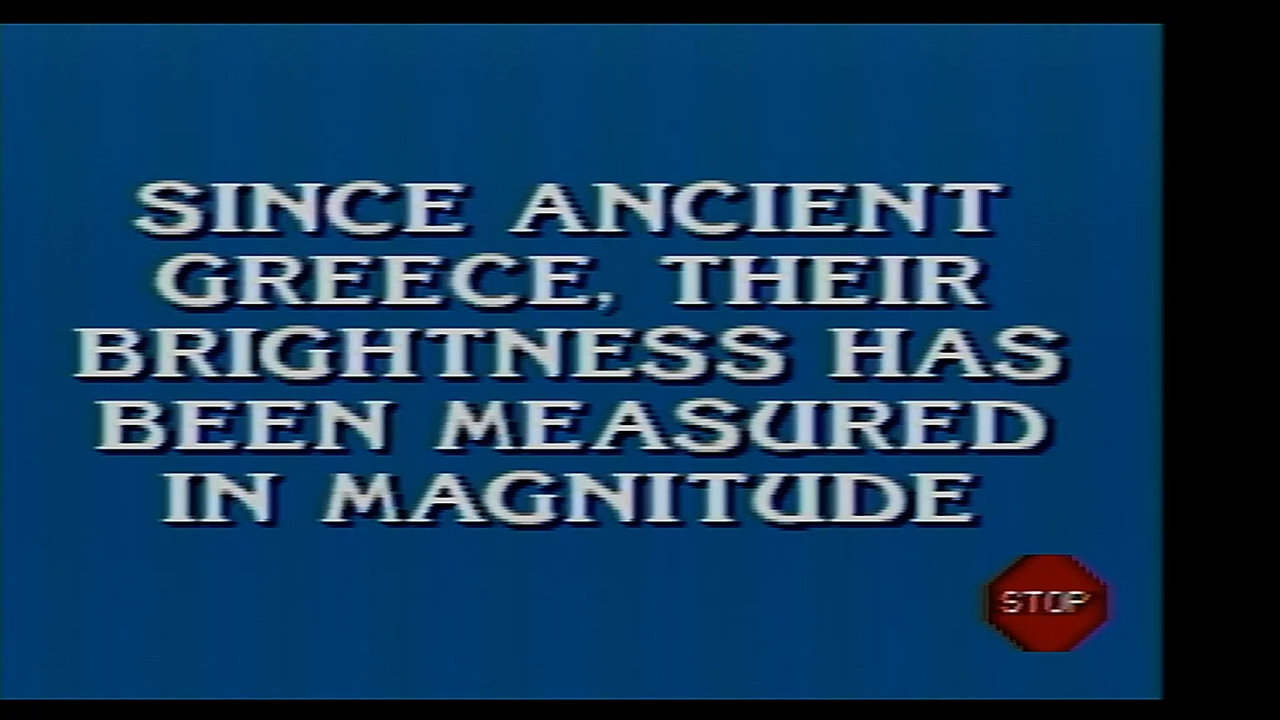 SINCE ANCIENT
GREECE, THEIR
BRIGHTNESS HAS
BEEN MEASURED
IN MAGNITUDE
STOP